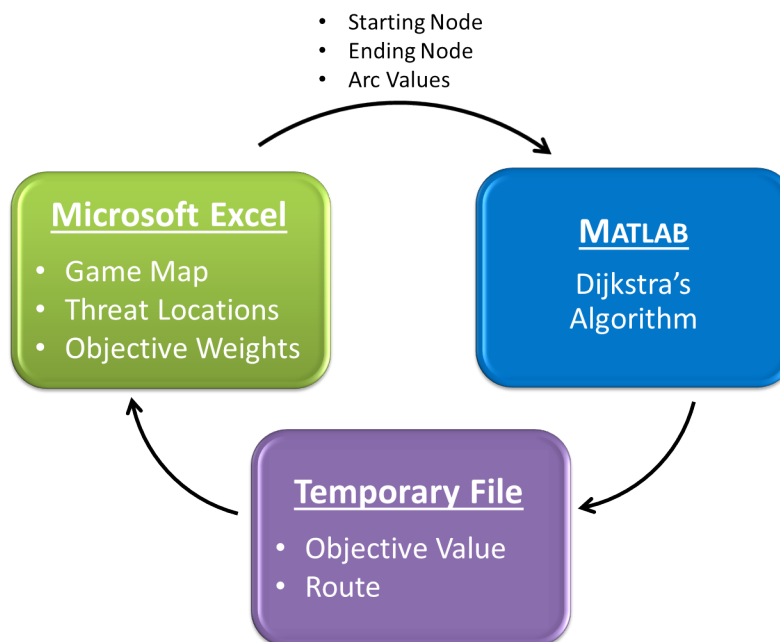 • Starting Node
• Ending Node
• Arc Values
Microsoft Excel
• Game Map
• Threat Locations
• Objective Weights
MATLAB
Dijkstra's
Algorithm
Temporary File
• Objective Value
• Route